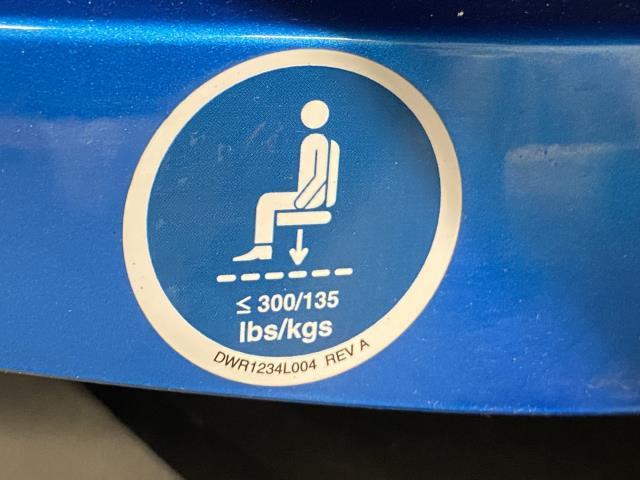 ≤ 300/135
lbs/kgs
DWR1234L004 REV A